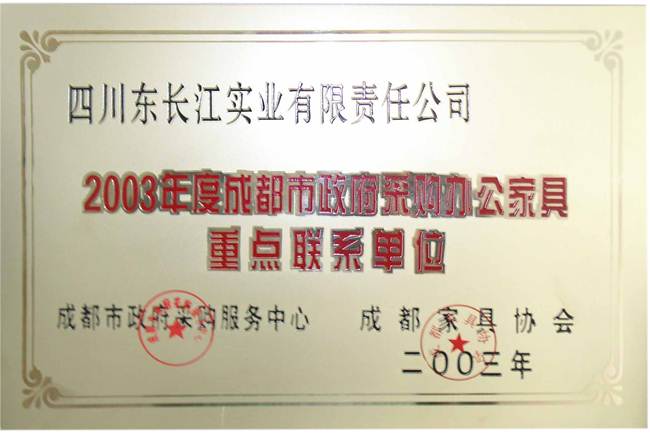 四川东长江实业有限责任公司
2003年度成都市政府采购办公家具
重点联系单位
成都市政府采购服务中心 成都家具协会
二〇〇三年